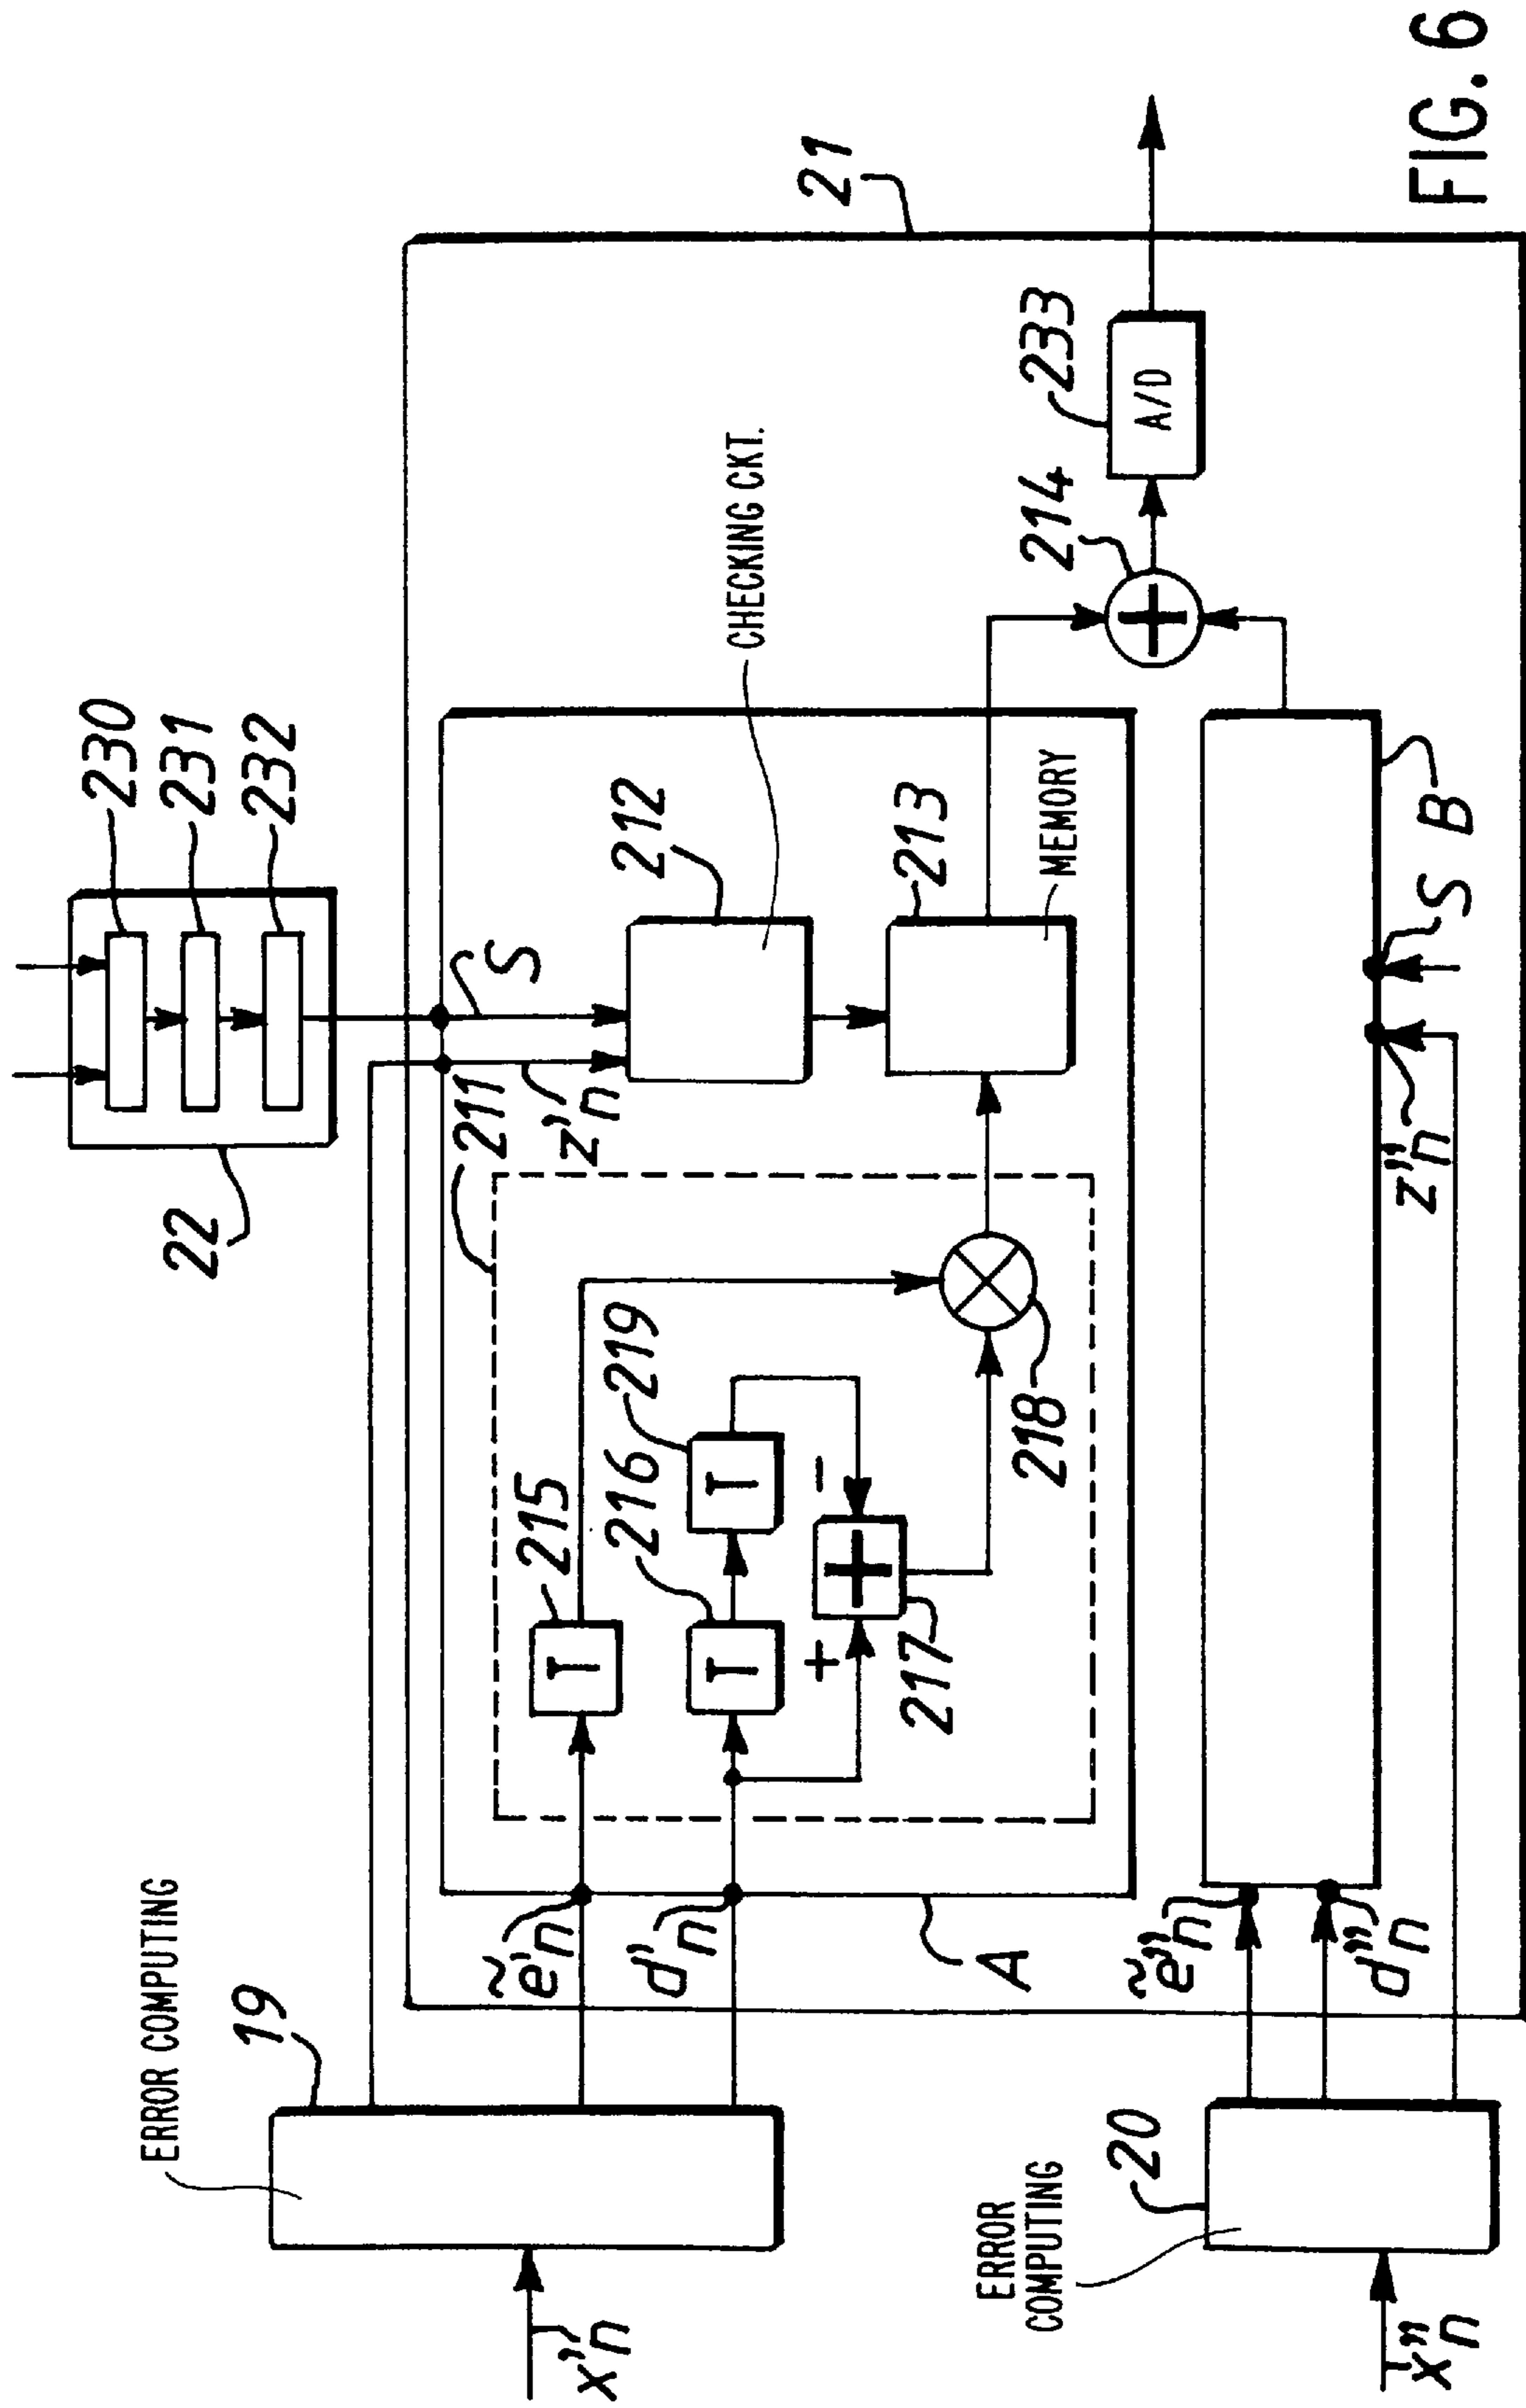 22
230
231
232
ERROR COMPUTING
19
x'n
211
z'n
S
212
CHECKING CKT.
ẽ'n
215
T
d'n
216
T
219
T
+
-
217
+
218
213
MEMORY
A
214
+
233
A/D
21
ERROR
COMPUTING
20
x"n
ẽ"n
d"n
z"n
S
B
FIG. 6